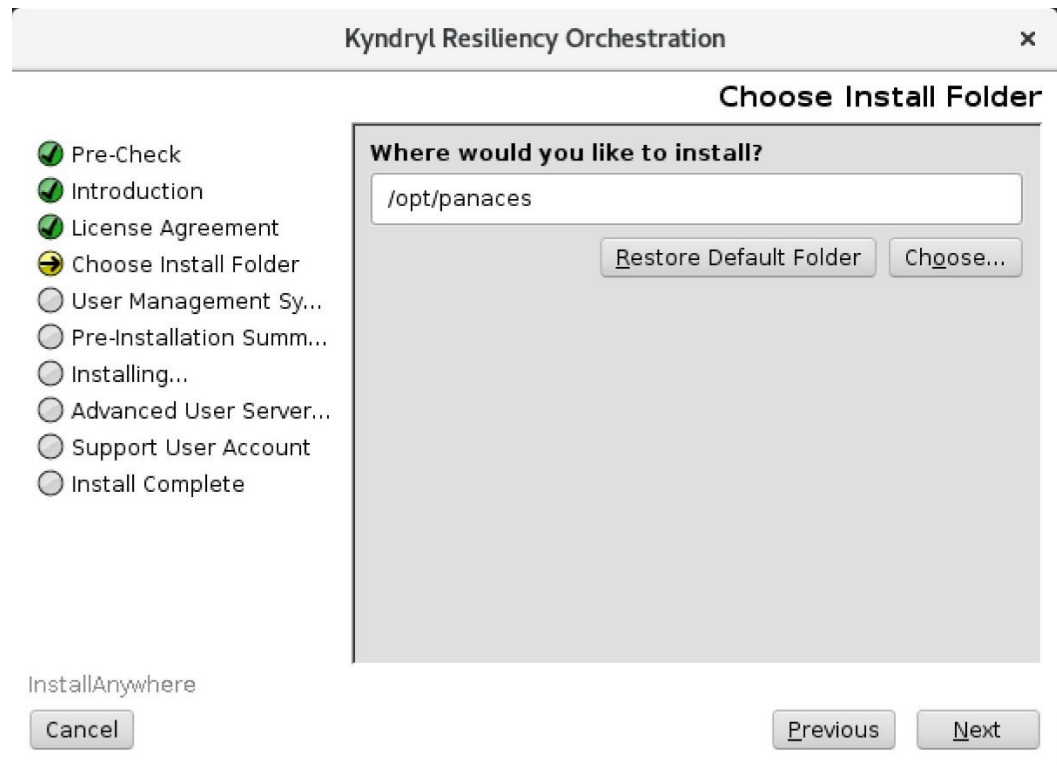 Kyndryl Resiliency Orchestration
Choose Install Folder
Pre-Check
Introduction
License Agreement
Choose Install Folder
User Management Sy...
Pre-Installation Summ...
Installing...
Advanced User Server...
Support User Account
Install Complete
Where would you like to install?
/opt/panaces
Restore Default Folder Choose...
InstallAnywhere
Cancel Previous Next